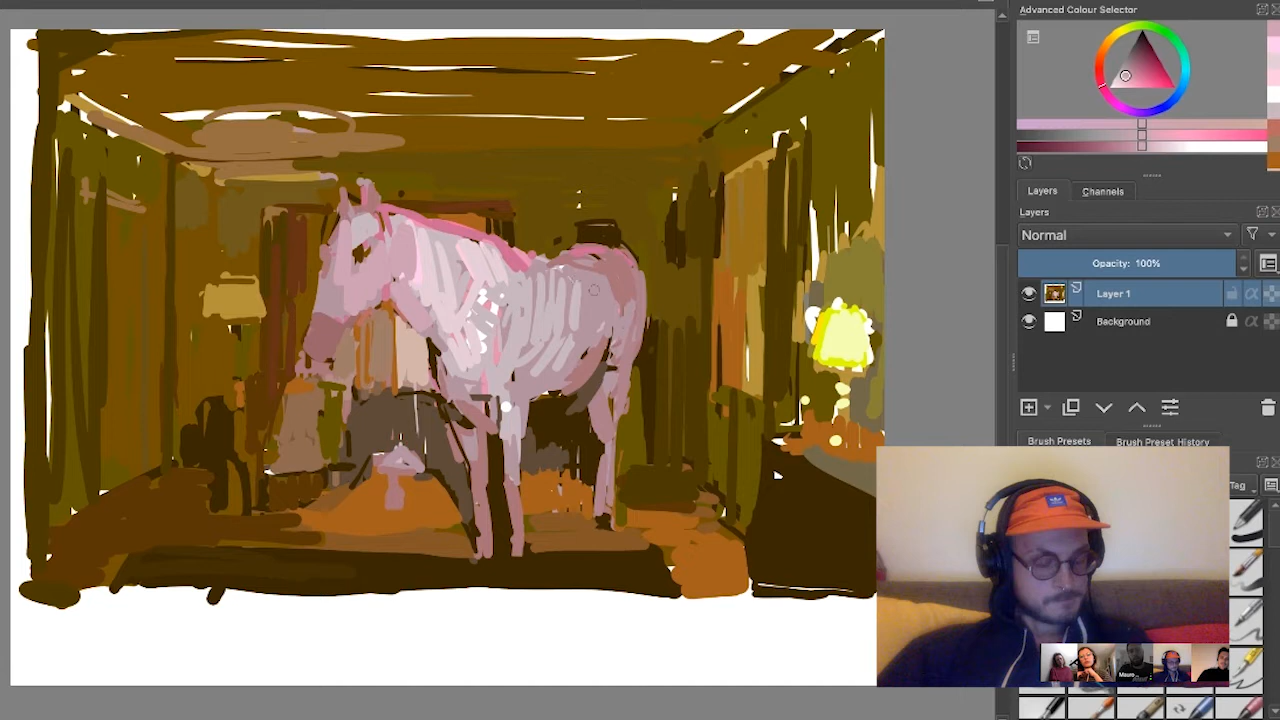 Advanced Colour Selector
Layers Channels
Layers
Normal
Opacity: 100%
Layer 1
Background
Brush Presets Brush Preset History
Tag